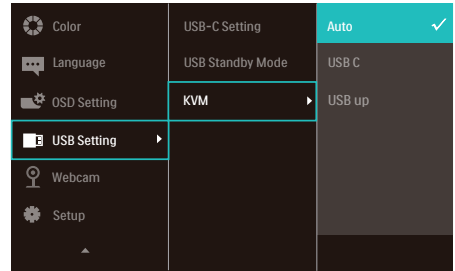 Color
Language
OSD Setting
USB Setting
Webcam
Setup
USB-C Setting
USB Standby Mode
KVM
Auto
USB C
USB up